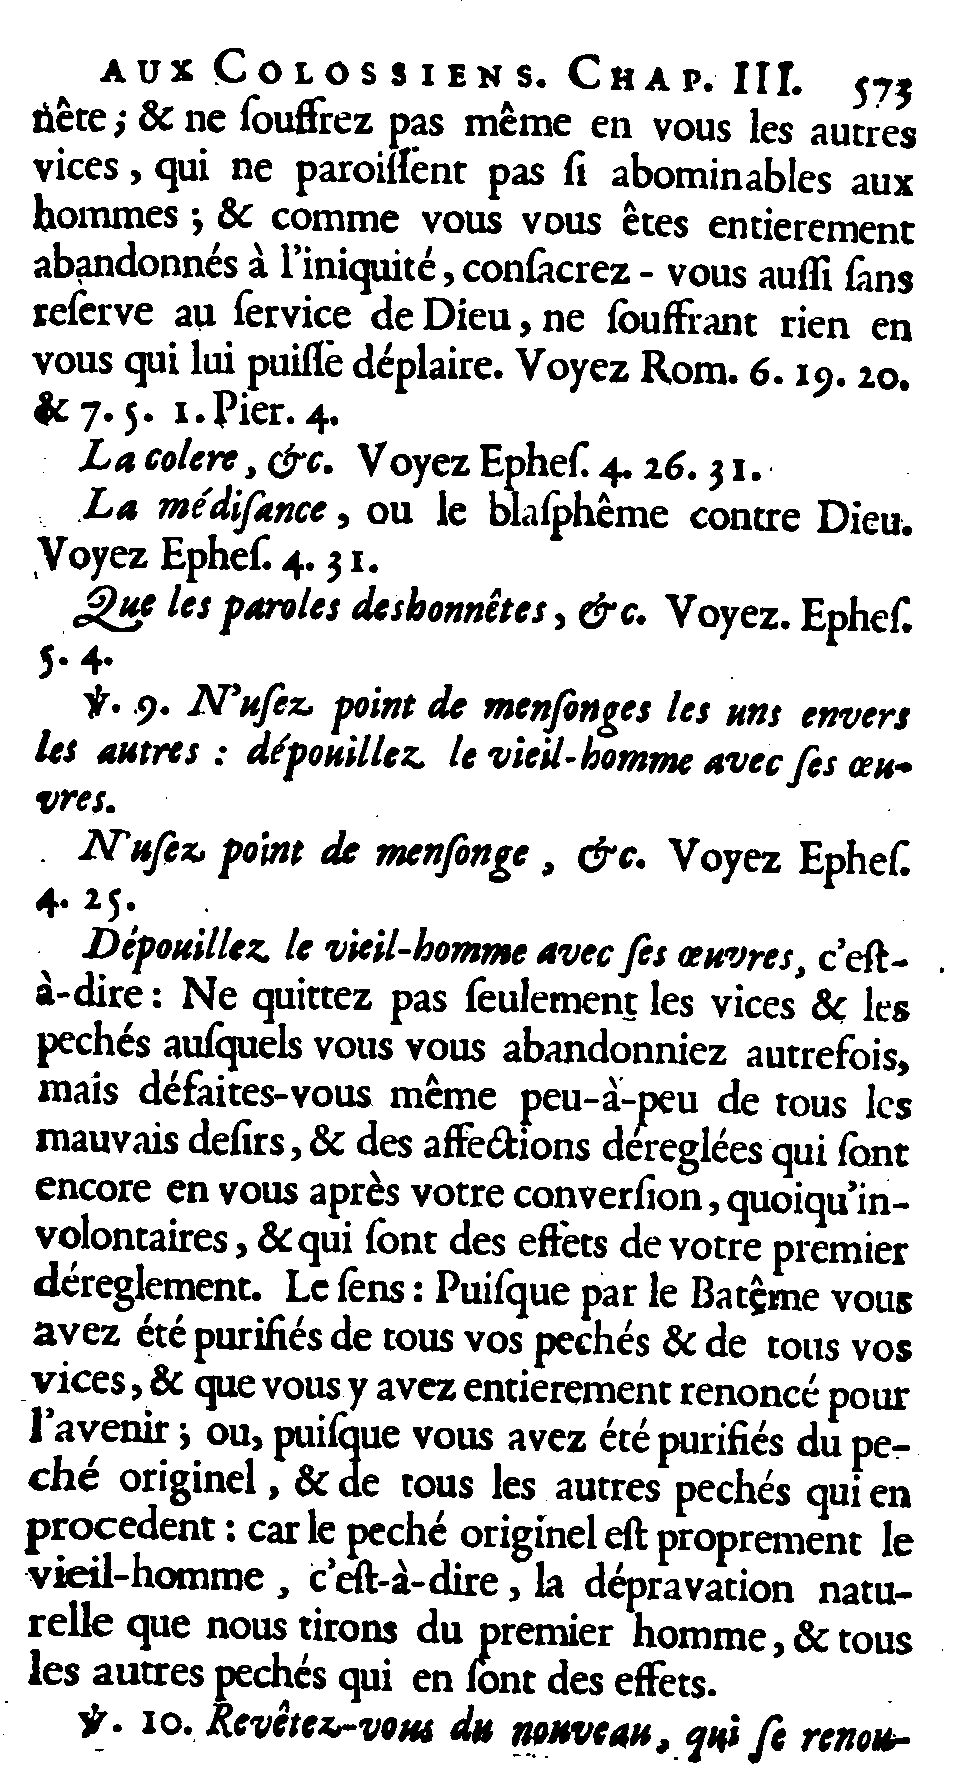 AUX COLOSSIENS. CHAP. III. 573
nête; & ne ſouffrez pas même en vous les autres
vices, qui ne paroiſſent pas ſi abominables aux
hommes; & comme vous vous êtes entierement
abandonnés à l'iniquité, conſacrez-vous auſſi ſans
reſerve au ſervice de Dieu, ne ſouffrant rien en
vous qui lui puiſſe déplaire. Voyez Rom. 6. 19. 20.
& 7. 5. 1. Pier. 4.
La colere, &c. Voyez Epheſ. 4. 26. 31.
La médiſance, ou le blaſphême contre Dieu.
Voyez Epheſ. 4. 31.
Que les paroles deshonnêtes, &c. Voyez. Epheſ.
5. 4.
℣. 9. N'uſez point de menſonges les uns envers
les autres : dépouillez le vieil-homme avec ſes œu-
vres.
N'uſez point de menſonge, &c. Voyez Epheſ.
4. 25.
Dépouillez le vieil-homme avec ſes œuvres, c'eſt-
à-dire : Ne quittez pas ſeulement les vices & les
pechés auſquels vous vous abandonniez autrefois,
mais défaites-vous même peu-à-peu de tous les
mauvais deſirs, & des affections déreglées qui ſont
encore en vous après votre converſion, quoiqu'in-
volontaires, & qui ſont des effets de votre premier
déreglement. Le ſens : Puiſque par le Batême vous
avez été purifiés de tous vos pechés & de tous vos
vices, & que vous y avez entierement renoncé pour
l'avenir; ou, puiſque vous avez été purifiés du pe-
ché originel, & de tous les autres pechés qui en
procedent : car le peché originel eſt proprement le
vieil-homme, c'eſt-à-dire, la dépravation natu-
relle que nous tirons du premier homme, & tous
les autres pechés qui en ſont des effets.
℣. 10. Revêtez-vous du nouveau, qui ſe renou-